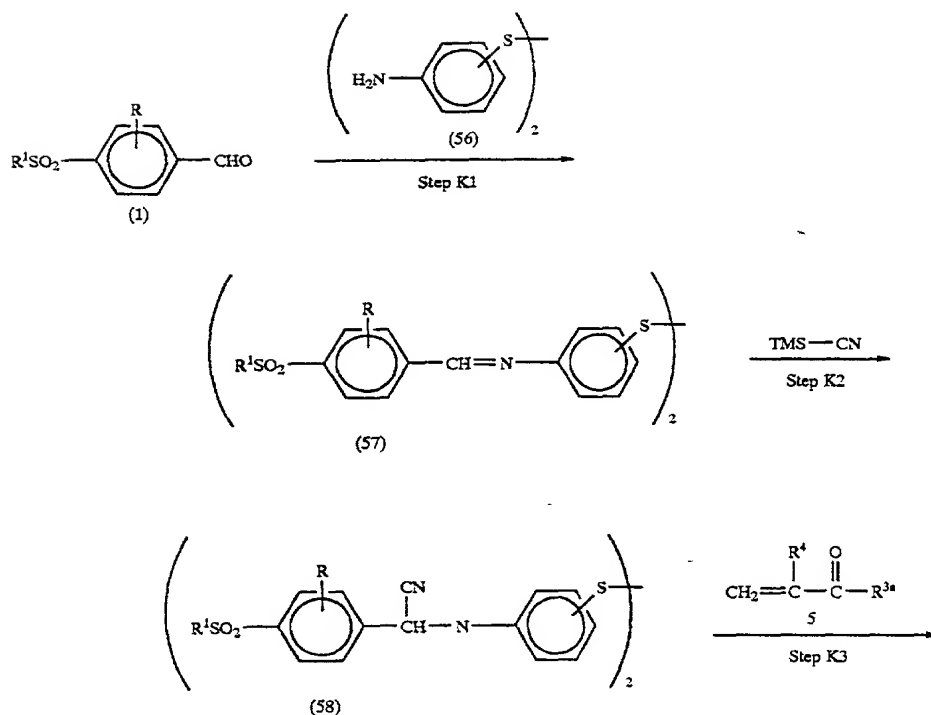 H₂N S
(56) 2
R
R¹SO₂ CHO
(1)
Step K1
R
R¹SO₂ CH=N S
2
(57)
TMS—CN
Step K2
R CN
R¹SO₂ CH—N S
2
(58)
R⁴ O
CH₂=C—C—R³ᵃ
5
Step K3